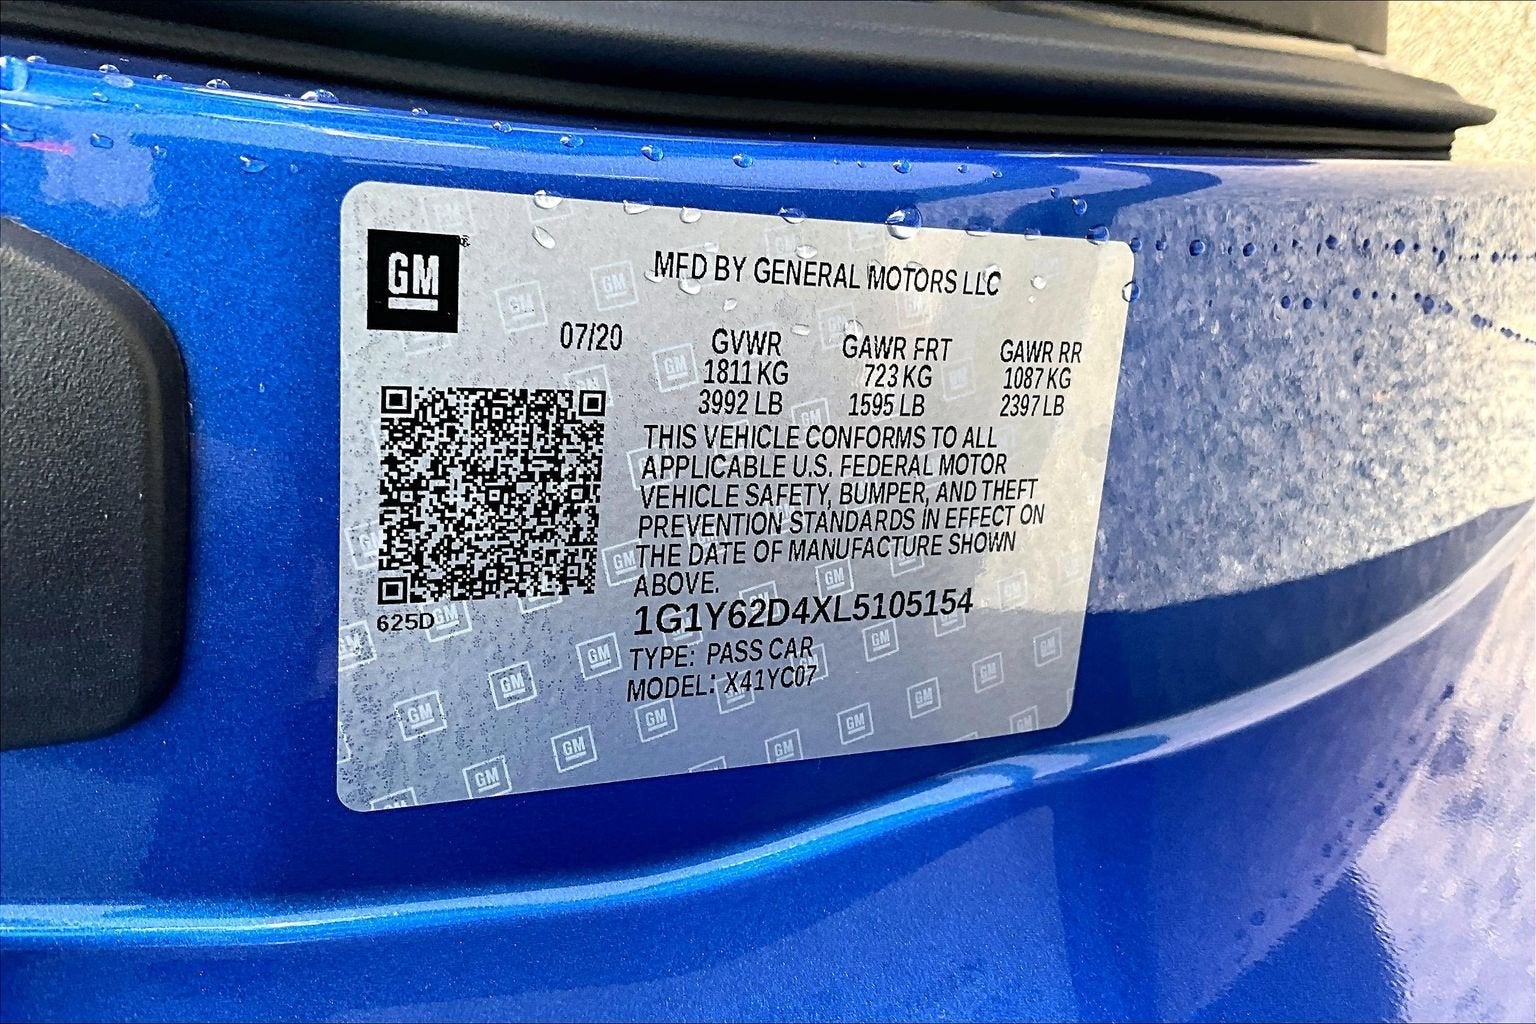 GM
MFD BY GENERAL MOTORS LLC
07/20 GVWR GAWR FRT GAWR RR
1811 KG 723 KG 1087 KG
3992 LB 1595 LB 2397 LB
THIS VEHICLE CONFORMS TO ALL
APPLICABLE U.S. FEDERAL MOTOR
VEHICLE SAFETY, BUMPER, AND THEFT
PREVENTION STANDARDS IN EFFECT ON
THE DATE OF MANUFACTURE SHOWN
ABOVE.
625D
1G1Y62D4XL5105154
TYPE: PASS CAR
MODEL: X41YC07